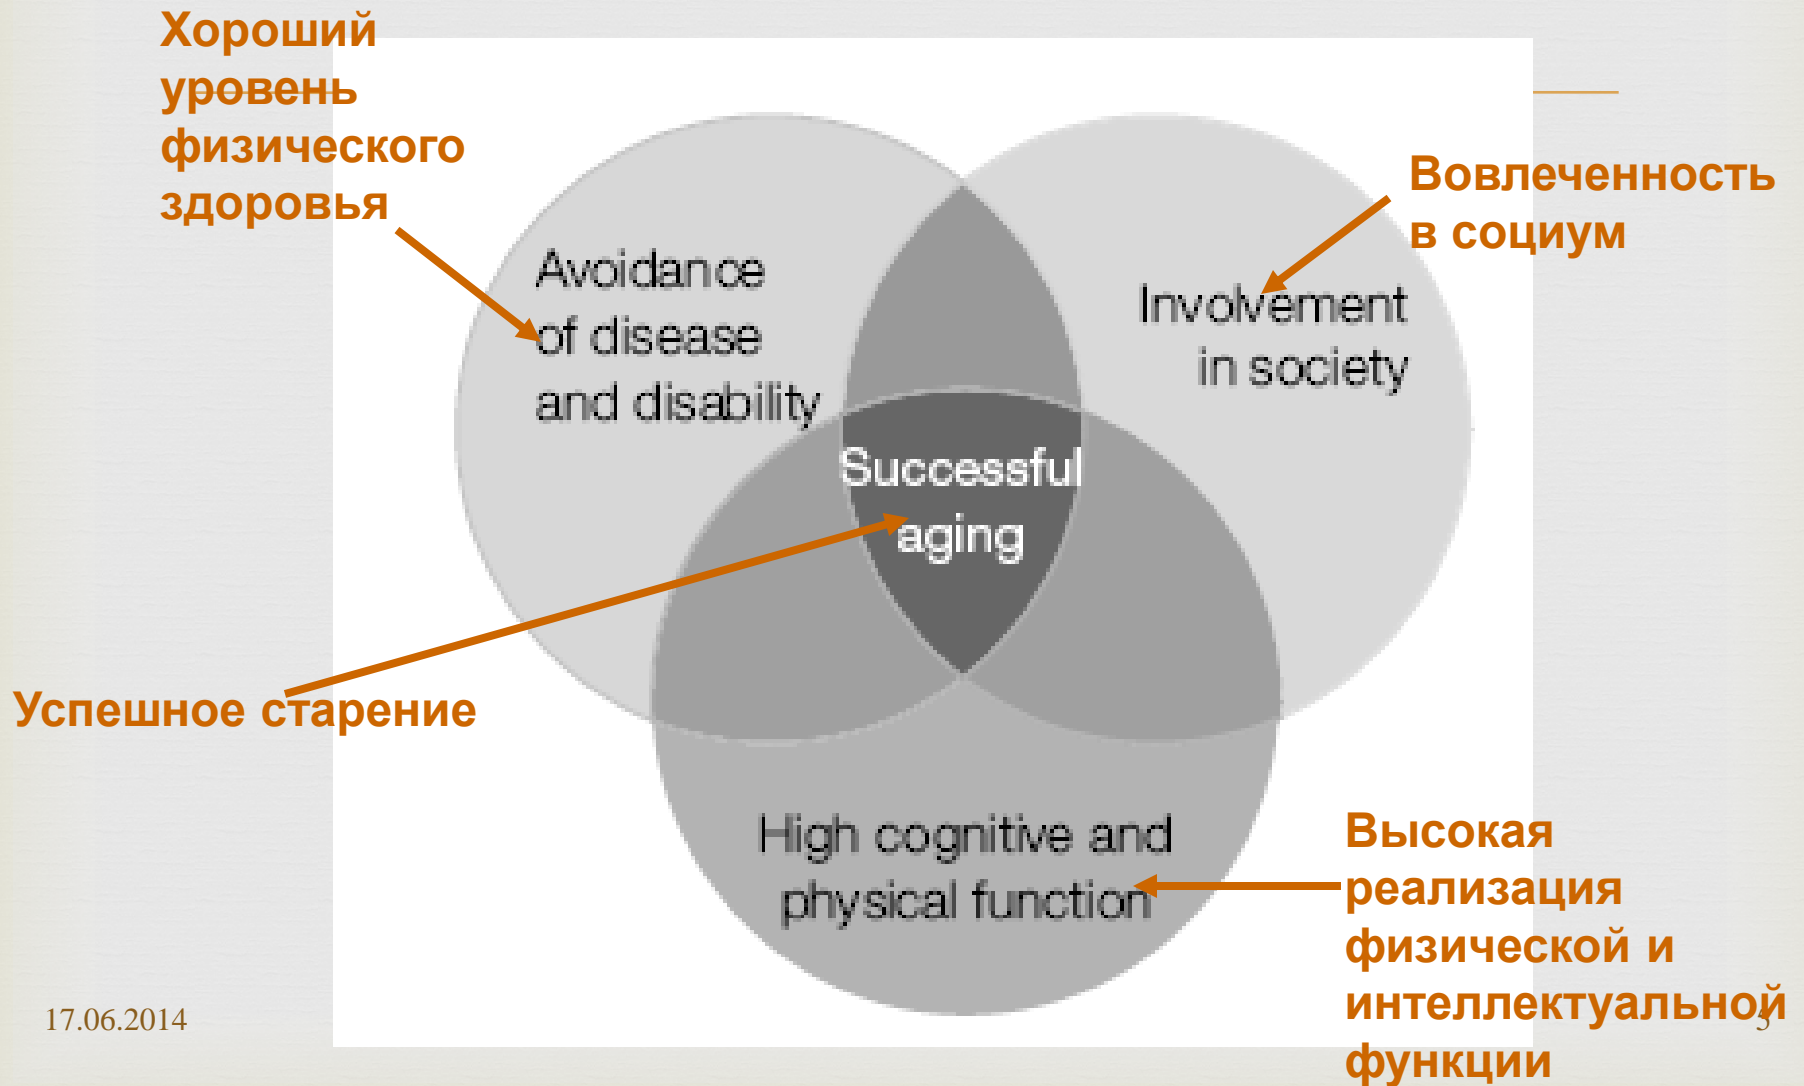 Хороший
уровень
физического
здоровья
Вовлеченность
в социум
Avoidance
of disease
and disability
Involvement
in society
Successful
aging
Успешное старение
High cognitive and
physical function
Высокая
реализация
физической и
интеллектуальной
функции
17.06.2014
5